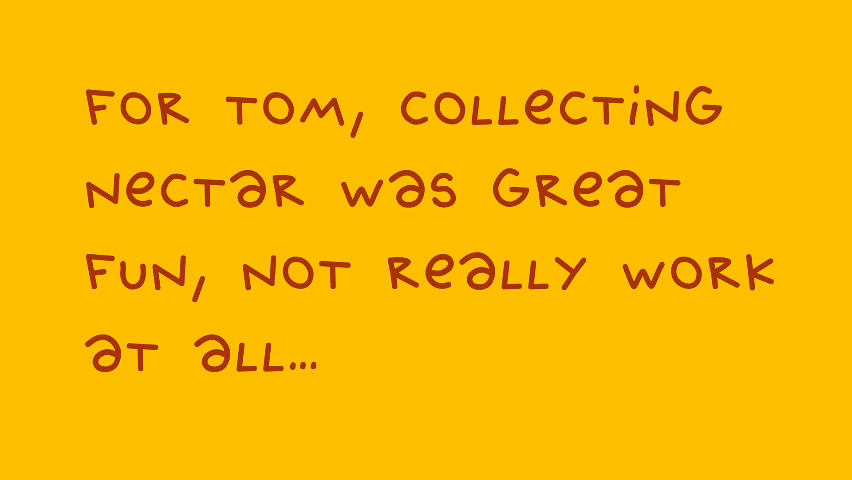 For Tom, collecting
nectar was great
fun, not really work
at all...